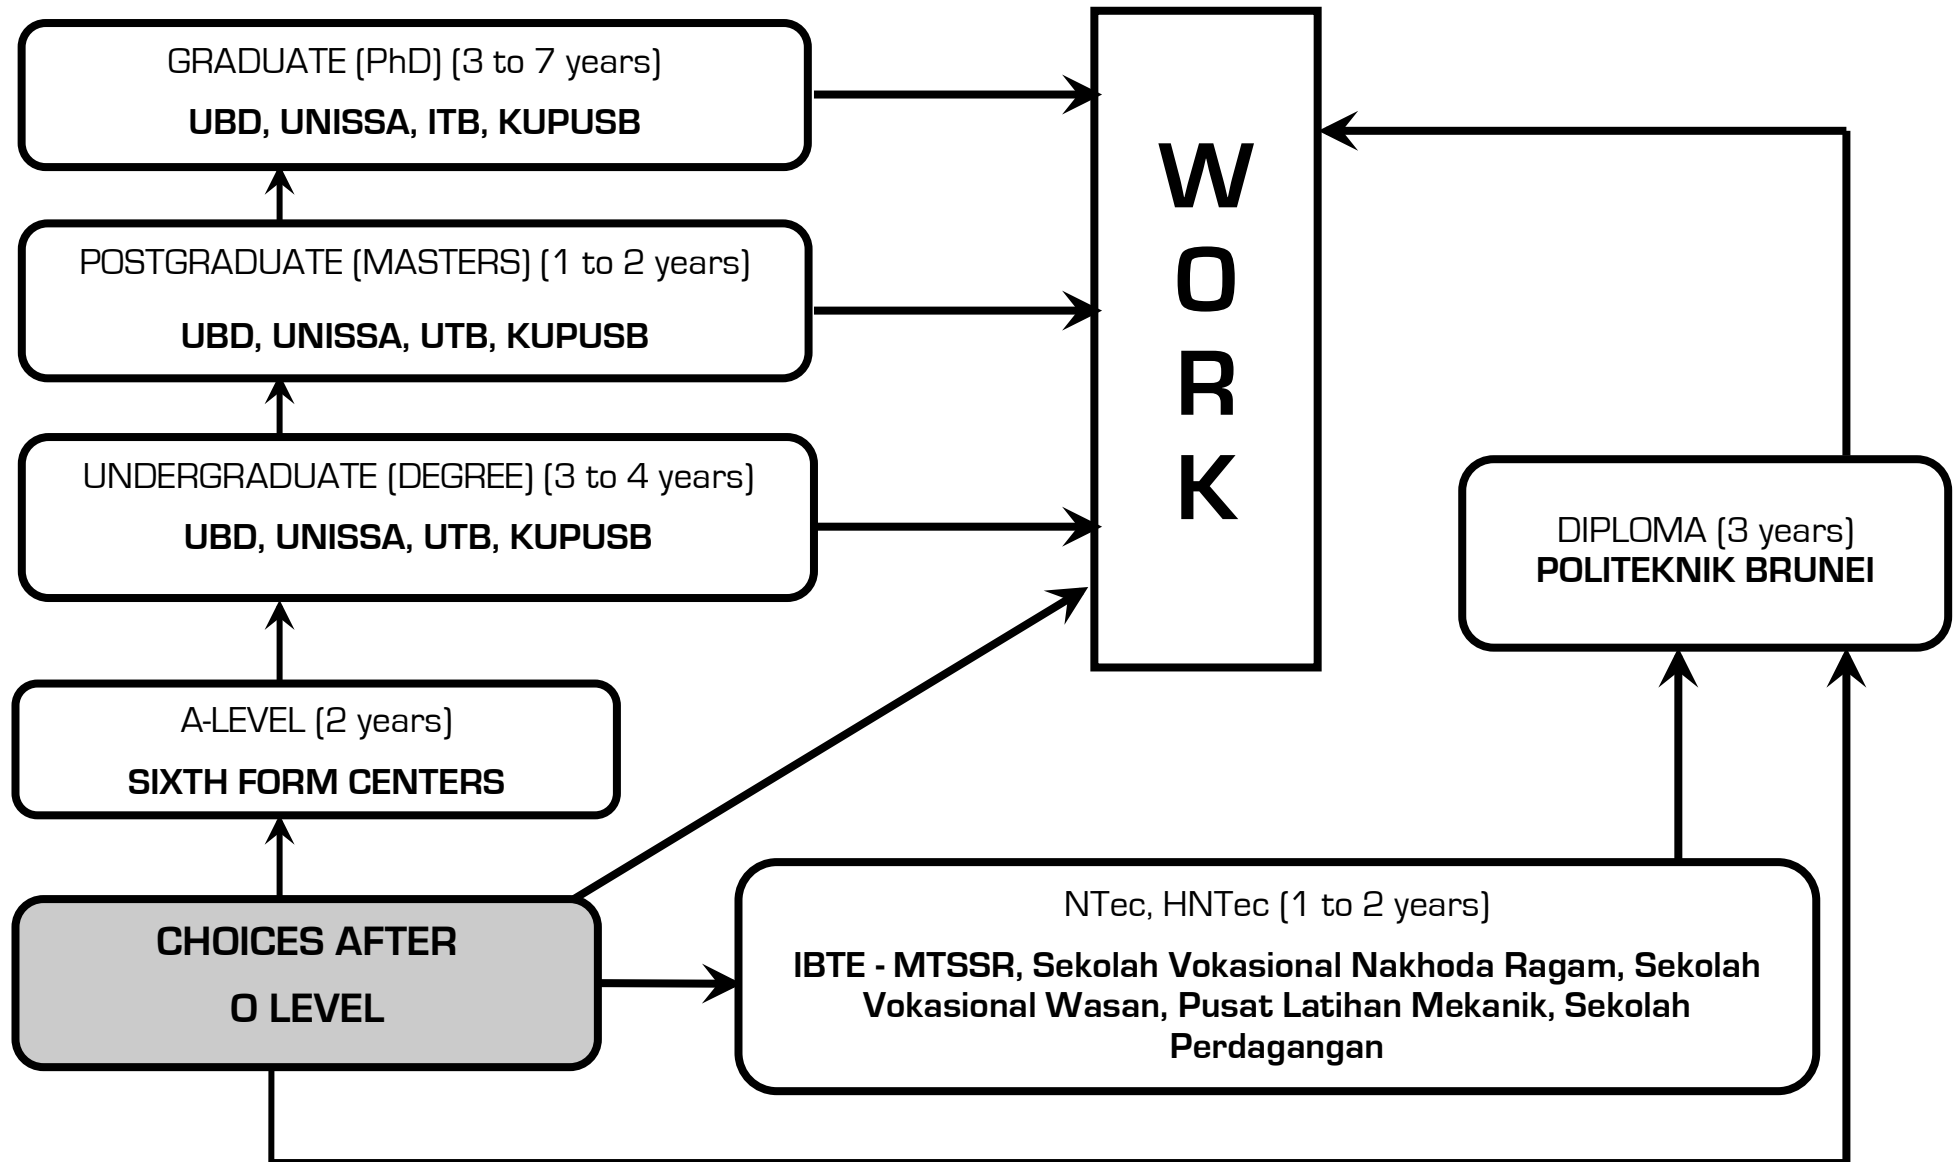 GRADUATE (PhD) (3 to 7 years)
UBD, UNISSA, ITB, KUPUSB
POSTGRADUATE (MASTERS) (1 to 2 years)
UBD, UNISSA, UTB, KUPUSB
UNDERGRADUATE (DEGREE) (3 to 4 years)
UBD, UNISSA, UTB, KUPUSB
A-LEVEL (2 years)
SIXTH FORM CENTERS
CHOICES AFTER
O LEVEL
W
O
R
K
DIPLOMA (3 years)
POLITEKNIK BRUNEI
NTec, HNTec (1 to 2 years)
IBTE - MTSSR, Sekolah Vokasional Nakhoda Ragam, Sekolah
Vokasional Wasan, Pusat Latihan Mekanik, Sekolah
Perdagangan